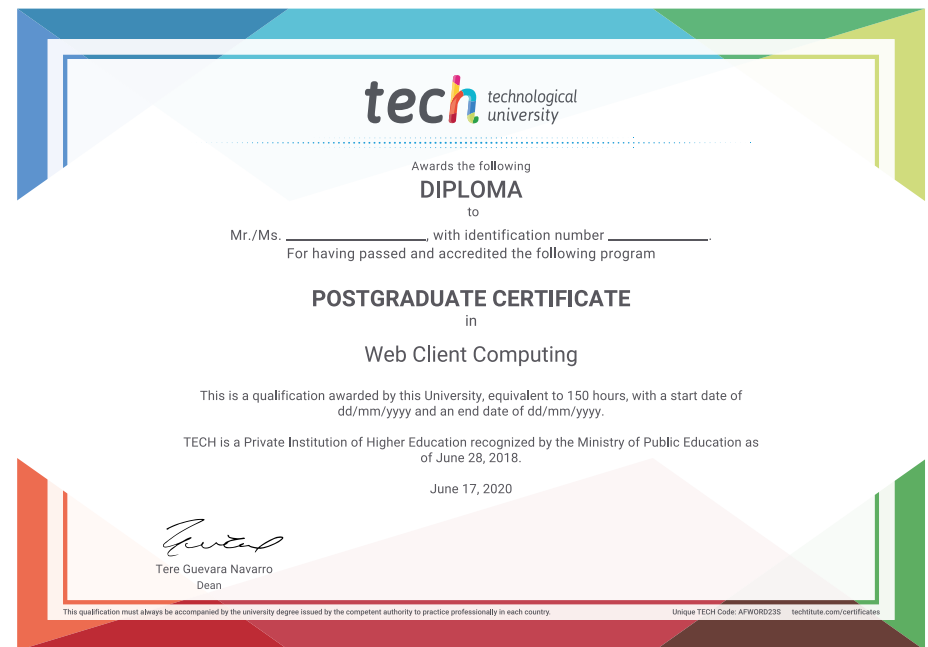 tech technological
university
Awards the following
DIPLOMA
to
Mr./Ms. ____________, with identification number ____________.
For having passed and accredited the following program
POSTGRADUATE CERTIFICATE
in
Web Client Computing
This is a qualification awarded by this University, equivalent to 150 hours, with a start date of
dd/mm/yyyy and an end date of dd/mm/yyyy.
TECH is a Private Institution of Higher Education recognized by the Ministry of Public Education as
of June 28, 2018.
June 17, 2020
Tere Guevara Navarro
Dean
This qualification must always be accompanied by the university degree issued by the competent authority to practice professionally in each country.
Unique TECH Code: AFWORD23S techtitute.com/certificates